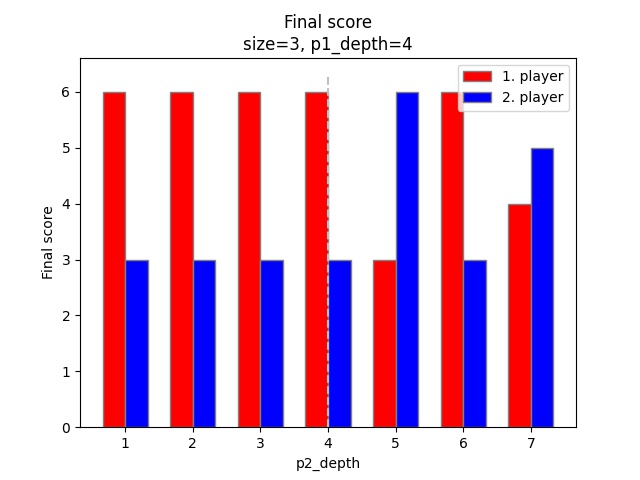 Final score
size=3, p1_depth=4
1. player
2. player
Final score
6
5
4
3
2
1
0
1 2 3 4 5 6 7
p2_depth